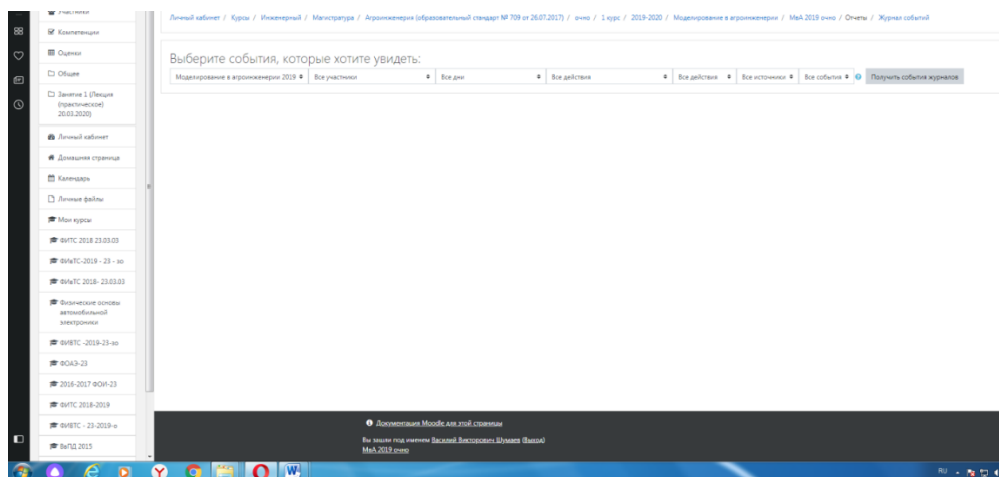 Участники
Личный кабинет / Курсы / Инженерный / Магистратура / Агроинженерия (образовательный стандарт № 709 от 26.07.2017) / очно / 1 курс / 2019-2020 / Моделирование в агроинженерии / МвА 2019 очно / Отчеты / Журнал событий
Компетенции
Оценки
Общее
Занятие 1 (Лекция
(практическое)
20.03.2020)
Выберите события, которые хотите увидеть:
Моделирование в агроинженерии 2019 Все участники Все дни Все действия Все действия Все источники Все события Получить события журналов
Личный кабинет
Домашняя страница
Календарь
Личные файлы
Мои курсы
ФИТС 2018 23.03.03
ФИвТС-2019 - 23 - зо
ФИвТС 2018- 23.03.03
Физические основы
автомобильной
электроники
ФИВТС -2019-23-зо
ФОАЭ-23
2016-2017 ФОИ-23
ФИТС 2018-2019
ФИВТС - 23-2019-о
ВвПД 2015
Документация Moodle для этой страницы
Вы зашли под именем Василий Викторович Шумаев (Выход)
МвА 2019 очно
RU